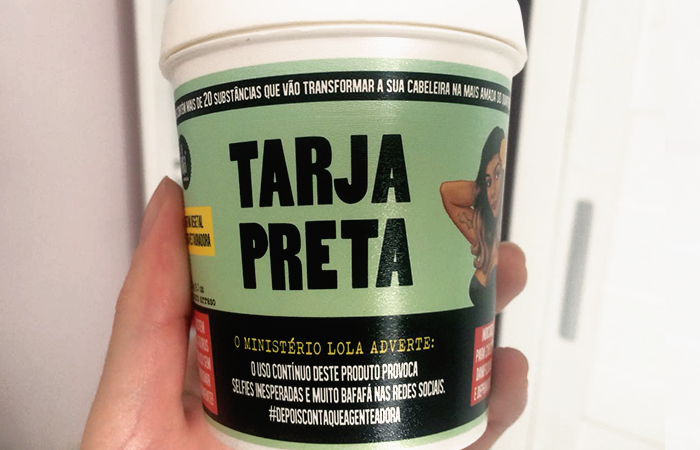 MAIS DE 20 SUBSTÂNCIAS QUE VÃO TRANSFORMAR A SUA CABELEIRA NA MAIS AMADA DO
TARJA
PRETA
VEGETAL
O MINISTÉRIO LOLA ADVERTE:
O USO CONTÍNUO DESTE PRODUTO PROVOCA
SELFIES INESPERADAS E MUITO BAFAFÁ NAS REDES SOCIAIS.
#DEPOISCONTAQUEAGENTEADORA